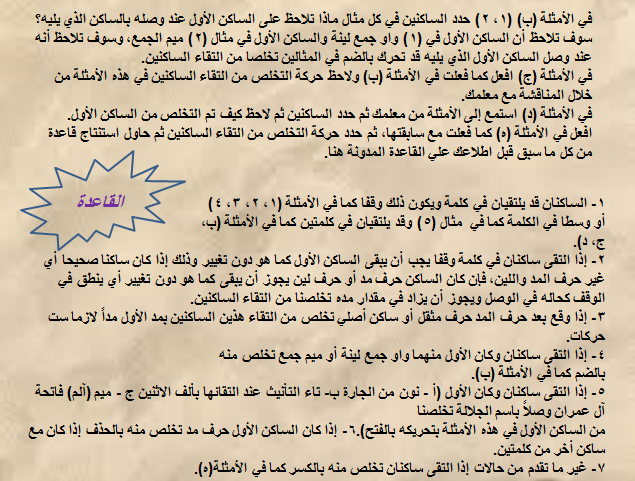 في الأمثلة (ب) (١، ٢) حدد الساكنين في كل مثال ماذا تلاحظ على الساكن الأول عند وصله بالساكن الذي يليه؟
سوف تلاحظ أن الساكن الأول في (١) واو جمع لينة والساكن الأول في مثال (٢) ميم الجمع، وسوف تلاحظ أنه
عند وصل الساكن الأول الذي يليه قد تحرك بالضم في المثالين تخلصا من التقاء الساكنين.
في الأمثلة (ج) افعل كما فعلت في الأمثلة (ب) ولاحظ حركة التخلص من التقاء الساكنين في هذه الأمثلة من
خلال المناقشة مع معلمك.
في الأمثلة (د) استمع إلى الأمثلة من معلمك ثم حدد الساكنين ثم لاحظ كيف تم التخلص من الساكن الأول.
افعل في الأمثلة (ه) كما فعلت مع سابقتها، ثم حدد حركة التخلص من التقاء الساكنين ثم حاول استنتاج قاعدة
من كل ما سبق قبل اطلاعك علي القاعدة المدونة هنا.
القاعدة
١- الساكنان قد يلتقيان في كلمة ويكون ذلك وقفا كما في الأمثلة (١، ٢، ٣، ٤)
أو وسطا في الكلمة كما في مثال (٥) وقد يلتقيان في كلمتين كما في الأمثلة (ب،
ج، د).
٢- إذا التقى ساكنان في كلمة وقفا يجب أن يبقى الساكن الأول كما هو دون تغيير وذلك إذا كان ساكنا صحيحا أي
غير حرف المد واللين، فإن كان الساكن حرف مد أو حرف لين يجوز أن يبقى كما هو دون تغيير أي ينطق في
الوقف كحاله في الوصل ويجوز أن يزاد في مقدار مده تخلصنا من التقاء الساكنين.
٣- إذا وقع بعد حرف المد حرف مثقل أو ساكن أصلي تخلص من التقاء هذين الساكنين بمد الأول مداً لازما ست
حركات.
٤- إذا التقى ساكنان وكان الأول منهما واو جمع لينة أو ميم جمع تخلص منه
بالضم كما في الأمثلة (ب).
٥- إذا التقى ساكنان وكان الأول (أ - نون من الجارة ب- تاء التأنيث عند التقانها بألف الاثنين ج - ميم (آلم) فاتحة
آل عمران وصلاً باسم الجلالة تخلصنا
من الساكن الأول في هذه الأمثلة بتحريكه بالفتح).٦- إذا كان الساكن الأول حرف مد تخلص منه بالحذف إذا كان مع
ساكن أخر من كلمتين.
٧- غير ما تقدم من حالات إذا التقى ساكنان تخلص منه بالكسر كما في الأمثلة(ه).